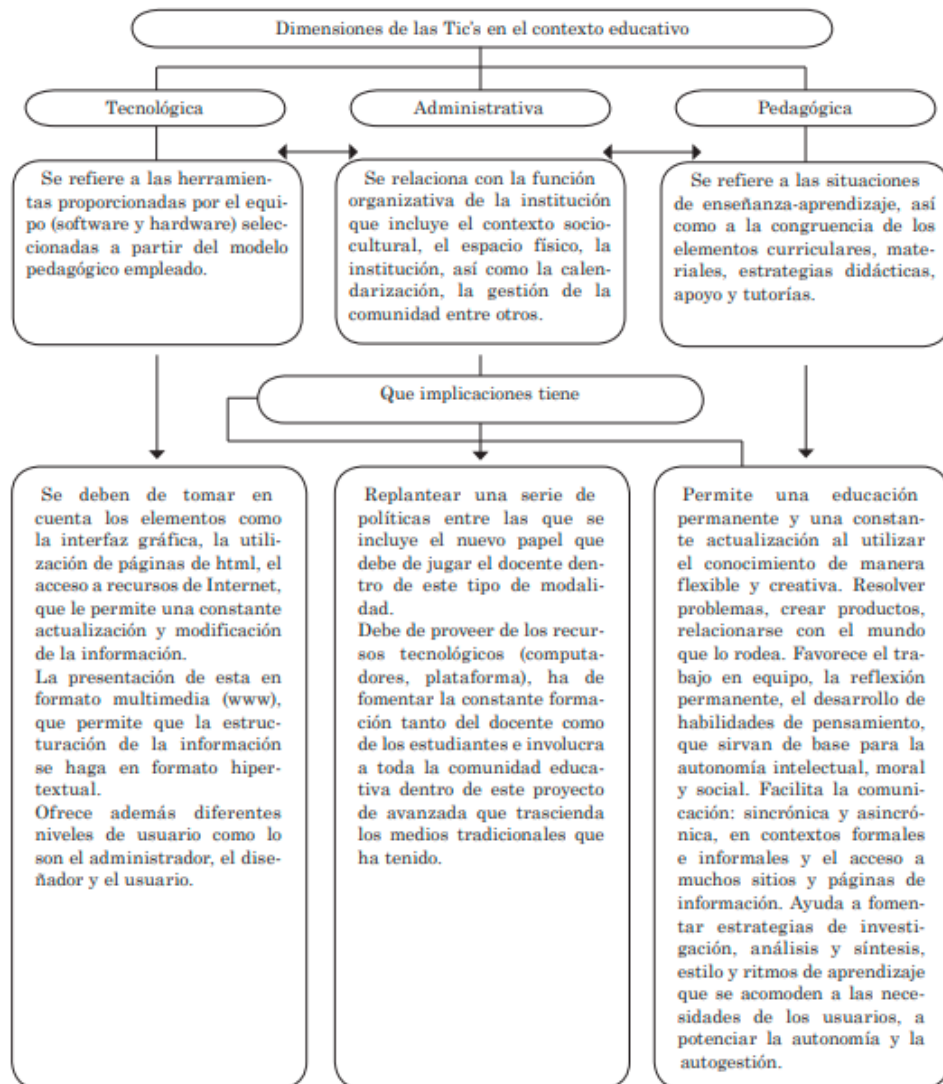 Dimensiones de las Tic's en el contexto educativo
Tecnológica
Administrativa
Pedagógica
Se refiere a las herramien-
tas proporcionadas por el equi-
po (software y hardware) selec-
cionadas a partir del modelo
pedagógico empleado.
Se relaciona con la función
organizativa de la institución
que incluye el contexto socio-
cultural, el espacio físico, la
institución, así como la calen-
darización, la gestión de la
comunidad entre otros.
Se refiere a las situaciones
de enseñanza-aprendizaje, así
como a la congruencia de los
elementos curriculares, mate-
riales, estrategias didácticas,
apoyo y tutorías.
Que implicaciones tiene
Se deben de tomar en
cuenta los elementos como
la interfaz gráfica, la utili-
zación de páginas de html, el
acceso a recursos de Internet,
que le permite una constante
actualización y modificación
de la información.
La presentación de esta en
formato multimedia (www),
que permite que la estruc-
turación de la información
se haga en formato hiper-
textual.
Ofrece además diferentes
niveles de usuario como lo
son el administrador, el dise-
ñador y el usuario.
Replantear una serie de
políticas entre las que se
incluye el nuevo papel que
debe de jugar el docente den-
tro de este tipo de modali-
dad.
Debe de proveer de los recur-
sos tecnológicos (computa-
dores, plataforma), ha de
fomentar la constante forma-
ción tanto del docente como
de los estudiantes e involucra
a toda la comunidad educa-
tiva dentro de este proyecto
de avanzada que trascienda
los medios tradicionales que
ha tenido.
Permite una educación
permanente y una constan-
te actualización al utilizar
el conocimiento de manera
flexible y creativa. Resolver
problemas, crear productos,
relacionarse con el mundo
que lo rodea. Favorece el tra-
bajo en equipo, la reflexión
permanente, el desarrollo de
habilidades de pensamiento,
que sirvan de base para la
autonomía intelectual, moral
y social. Facilita la comuni-
cación: sincrónica y asincró-
nica, en contextos formales
e informales y el acceso a
muchos sitios y páginas de
información. Ayuda a fomen-
tar estrategias de investi-
gación, análisis y síntesis,
estilo y ritmos de aprendizaje
que se acomoden a las nece-
sidades de los usuarios, a
potenciar la autonomía y la
autogestión.